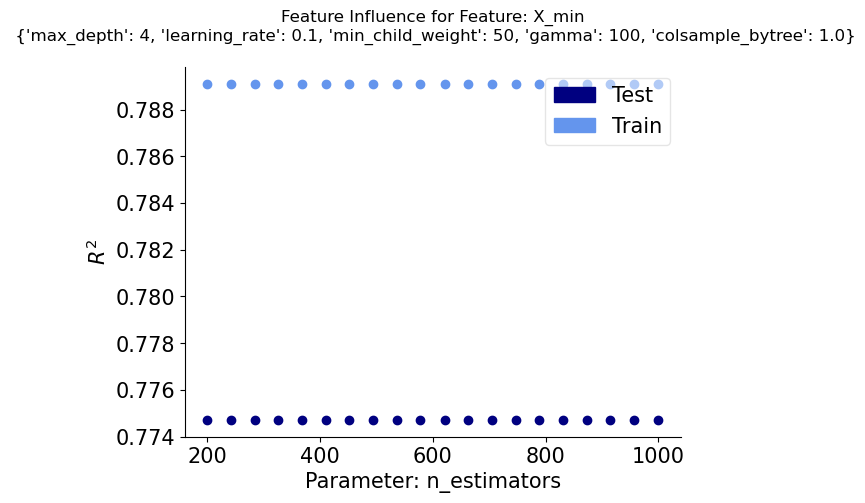 Feature Influence for Feature: X_min
{'max_depth': 4, 'learning_rate': 0.1, 'min_child_weight': 50, 'gamma': 100, 'colsample_bytree': 1.0}
Test
Train
0.788
0.786
0.784
0.782
0.780
0.778
0.776
0.774
R²
200 400 600 800 1000
Parameter: n_estimators